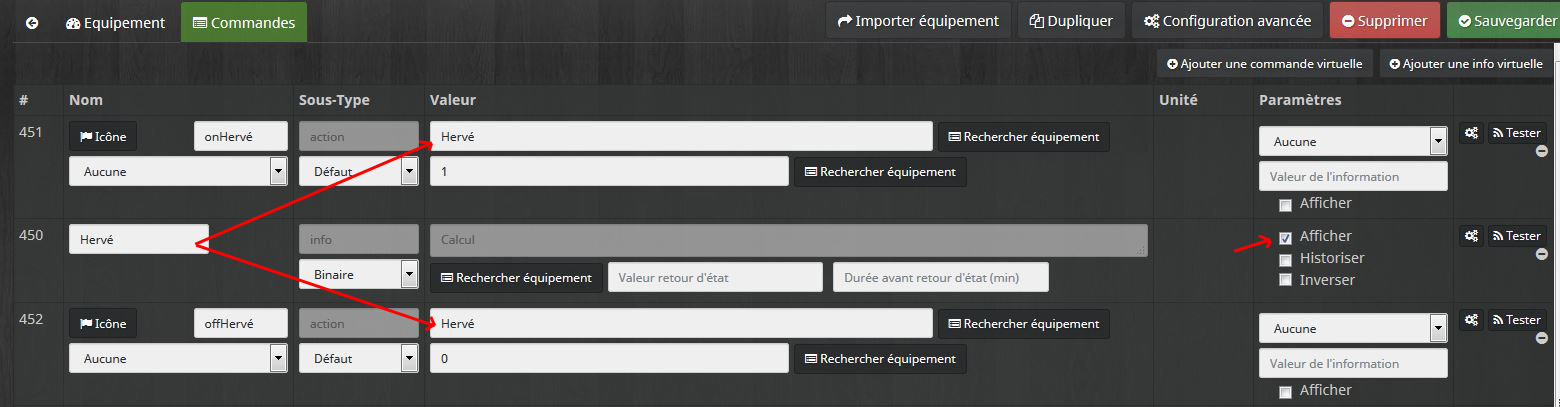 Equipement Commandes Importer équipement Dupliquer Configuration avancée Supprimer Sauvegarder
Ajouter une commande virtuelle Ajouter une info virtuelle
# Nom Sous-Type Valeur Unité Paramètres
451 Icône onHervé action Hervé Rechercher équipement Aucune Tester
Aucune Défaut 1 Rechercher équipement Valeur de l'information
Afficher
450 Hervé info Calcul Afficher Tester
Historiser
Binaire Rechercher équipement Valeur retour d'état Durée avant retour d'état (min) Inverser
452 Icône offHervé action Hervé Rechercher équipement Aucune Tester
Aucune Défaut 0 Rechercher équipement Valeur de l'information
Afficher